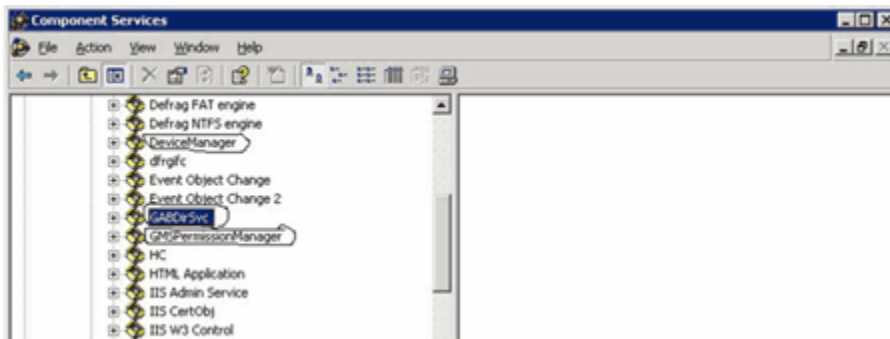 Component Services
File Action View Window Help
Defrag FAT engine
Defrag NTFS engine
DeviceManager
dfrgifc
Event Object Change
Event Object Change 2
GABDirSvc
GMSPermissionManager
HC
HTML Application
IIS Admin Service
IIS CertObj
IIS W3 Control